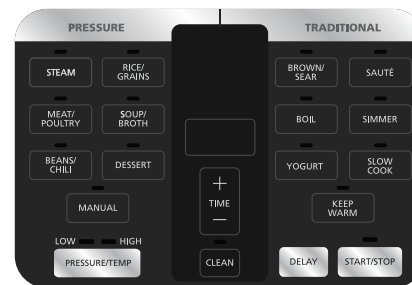 PRESSURE
TRADITIONAL
STEAM
RICE/
GRAINS
BROWN/
SEAR
SAUTÉ
MEAT/
POULTRY
SOUP/
BROTH
BOIL
SIMMER
BEANS/
CHILI
DESSERT
+
TIME
−
YOGURT
SLOW
COOK
MANUAL
KEEP
WARM
LOW
HIGH
PRESSURE/TEMP
CLEAN
DELAY
START/STOP